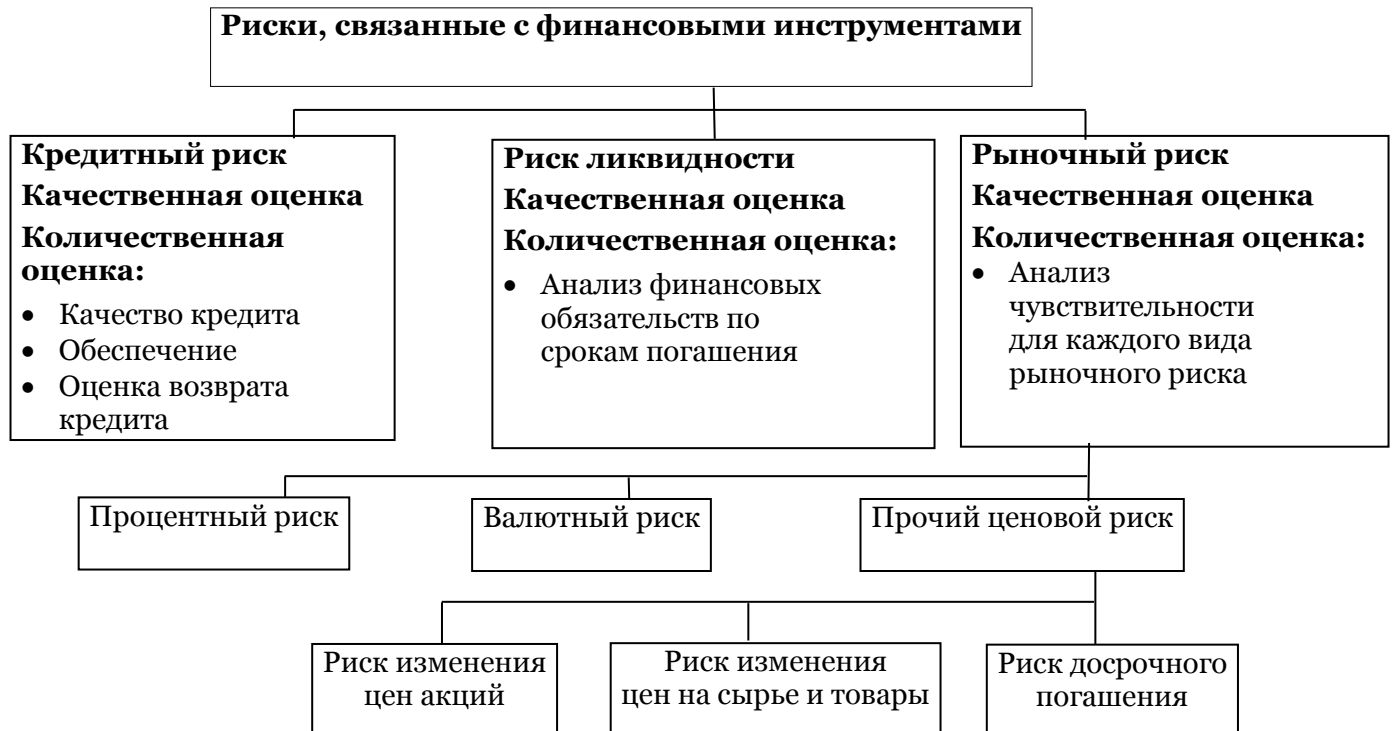 Риски, связанные с финансовыми инструментами
Кредитный риск
Качественная оценка
Количественная
оценка:
• Качество кредита
• Обеспечение
• Оценка возврата
кредита
Риск ликвидности
Качественная оценка
Количественная оценка:
• Анализ финансовых
обязательств по
срокам погашения
Рыночный риск
Качественная оценка
Количественная оценка:
• Анализ
чувствительности
для каждого вида
рыночного риска
Процентный риск
Валютный риск
Прочий ценовой риск
Риск изменения
цен акций
Риск изменения
цен на сырье и товары
Риск досрочного
погашения